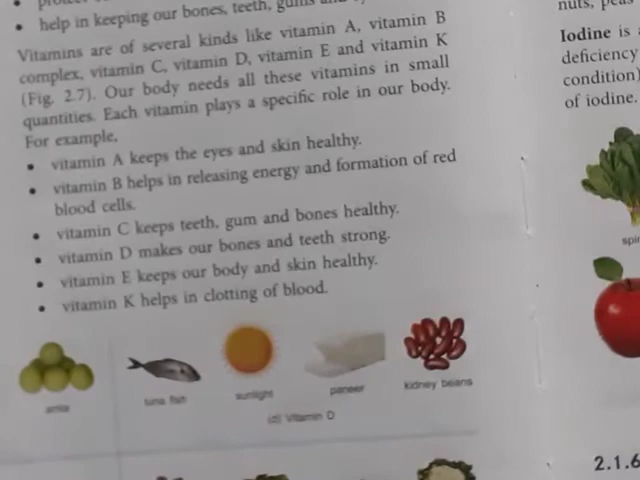 help in keeping our bones, teeth, gums
Vitamins are of several kinds like vitamin A, vitamin B
complex, vitamin C, vitamin D, vitamin E and vitamin K
(Fig. 2.7). Our body needs all these vitamins in small
quantities. Each vitamin plays a specific role in our body.
For example,
• vitamin A keeps the eyes and skin healthy.
• vitamin B helps in releasing energy and formation of red
blood cells.
• vitamin C keeps teeth, gum and bones healthy.
• vitamin D makes our bones and teeth strong.
• vitamin E keeps our body and skin healthy.
• vitamin K helps in clotting of blood.
amla
tuna fish
sunlight
paneer
kidney beans
(d) Vitamin D
nuts, peas
Iodine is
deficiency
condition)
of iodine.
2.1.6